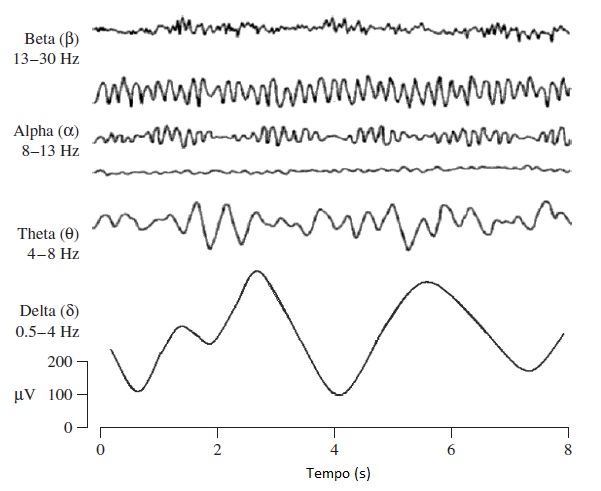 Beta (β)
13–30 Hz
Alpha (α)
8–13 Hz
Theta (θ)
4–8 Hz
Delta (δ)
0.5–4 Hz
200
µV 100
0
0 2 4 6 8
Tempo (s)